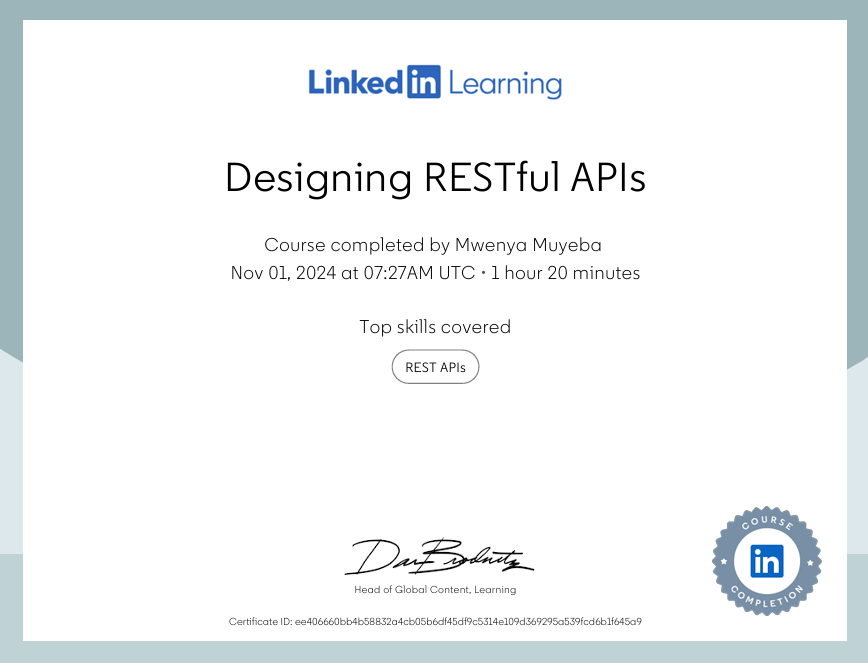 Linked in Learning
Designing RESTful APIs
Course completed by Mwenya Muyeba
Nov 01, 2024 at 07:27AM UTC • 1 hour 20 minutes
Top skills covered
REST APIs
Dan Brodnitz
Head of Global Content, Learning
Certificate ID: ee406660bb4b58832a4cb05b6df45df9c5314e109d369295a539fcd6b1f645a9
COURSE
in
COMPLETION